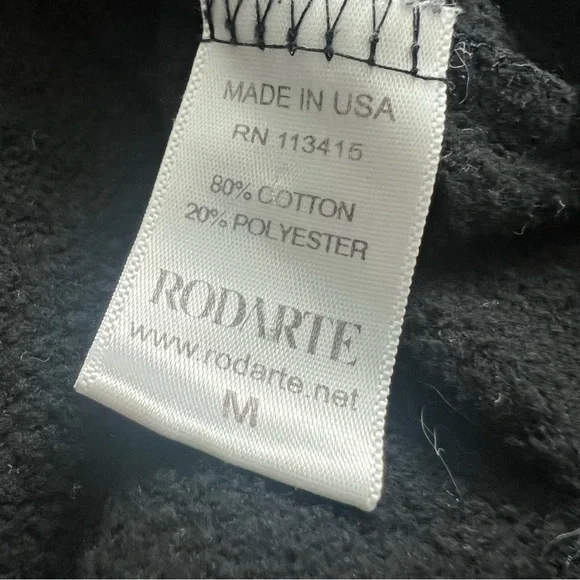 MADE IN USA
RN 113415
80% COTTON
20% POLYESTER
RODARTE
www.rodarte.net
M